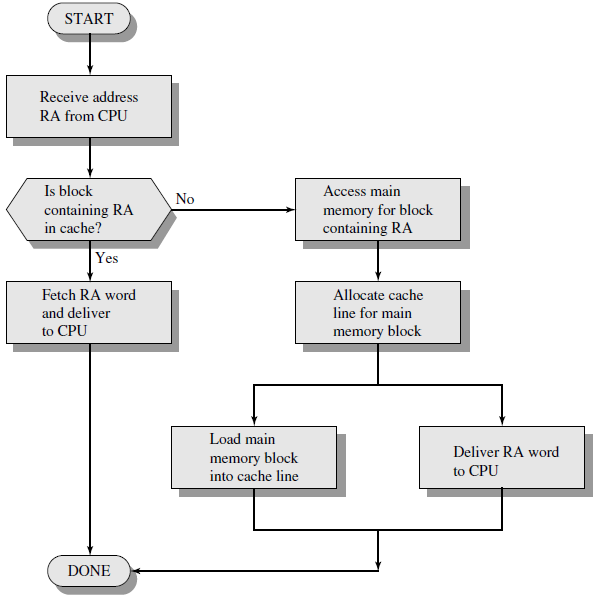 START
Receive address
RA from CPU
Is block
containing RA
in cache?
No
Access main
memory for block
containing RA
Yes
Fetch RA word
and deliver
to CPU
Allocate cache
line for main
memory block
Load main
memory block
into cache line
Deliver RA word
to CPU
DONE